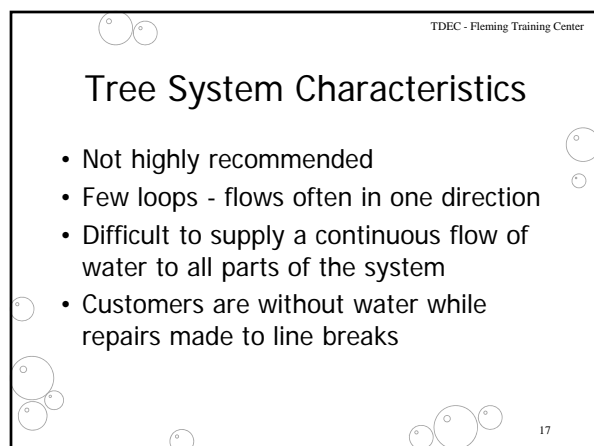 TDEC - Fleming Training Center
Tree System Characteristics
• Not highly recommended
• Few loops - flows often in one direction
• Difficult to supply a continuous flow of
water to all parts of the system
• Customers are without water while
repairs made to line breaks
17